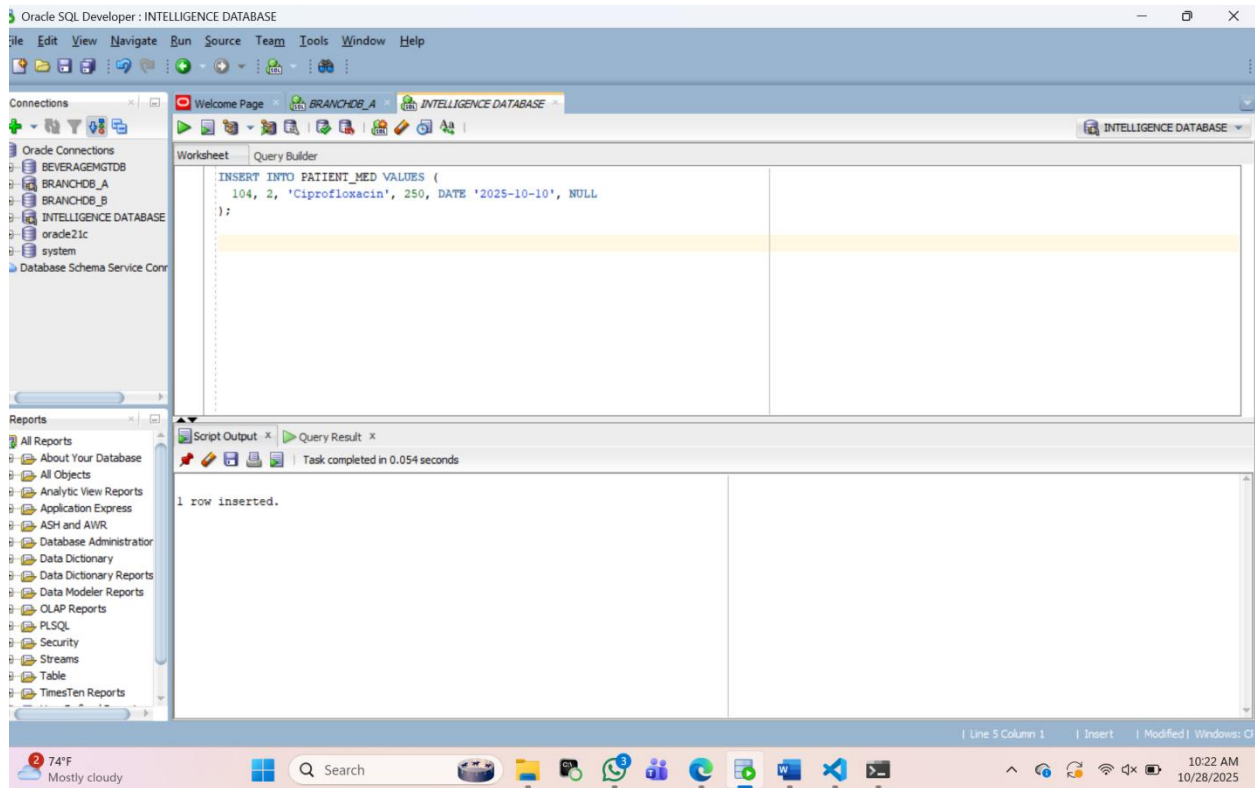 Oracle SQL Developer : INTELLIGENCE DATABASE
File Edit View Navigate Run Source Team Tools Window Help
Connections
Welcome Page
BRANCHDB_A
INTELLIGENCE DATABASE
INTELLIGENCE DATABASE
Oracle Connections
BEVERAGEMGTDB
BRANCHDB_A
BRANCHDB_B
INTELLIGENCE DATABASE
oracle21c
system
Database Schema Service Conn
Worksheet Query Builder
INSERT INTO PATIENT_MED VALUES (
104, 2, 'Ciprofloxacin', 250, DATE '2025-10-10', NULL
);
Reports
All Reports
About Your Database
All Objects
Analytic View Reports
Application Express
ASH and AWR
Database Administration
Data Dictionary
Data Dictionary Reports
Data Modeler Reports
OLAP Reports
PLSQL
Security
Streams
Table
TimesTen Reports
Script Output x Query Result x
Task completed in 0.054 seconds
1 row inserted.
Line 5 Column 1 | Insert | Modified | Windows: CF
2
74°F
Mostly cloudy
Search
3
10:22 AM
10/28/2025